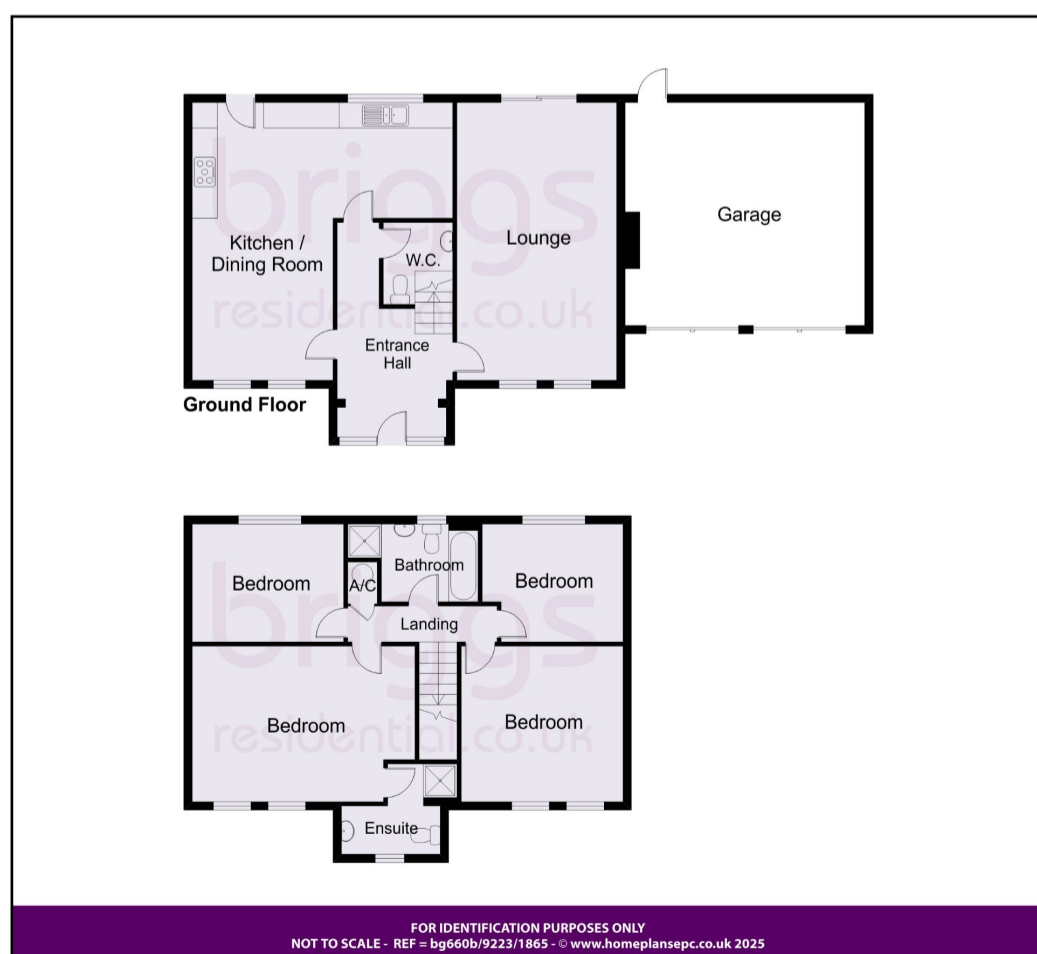 briggs
residential.co.uk
Kitchen /
Dining Room
W.C.
Lounge
Garage
Entrance
Hall
Ground Floor
briggs
residential.co.uk
Bedroom
A/C
Bathroom
Bedroom
Landing
Bedroom
Bedroom
Ensuite
FOR IDENTIFICATION PURPOSES ONLY
NOT TO SCALE - REF = bg660b/9223/1865 - © www.homeplansepc.co.uk 2025